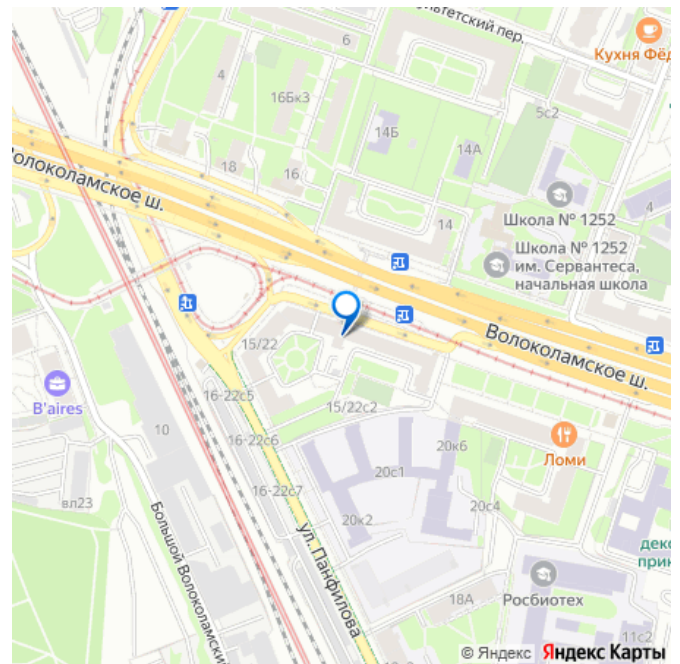 6
Кухня Фёд
4
16Бк3
5с2
14Б
14А
18
16
Волоколамское ш.
14
Школа № 1252
4
Школа № 1252
им. Сервантеса,
начальная школа
15/22
Волоколамское ш.
B'aires
16-22с5
15/22с2
10
16-22с6
20к6
Ломи
20с1
16-22с7
вл23
20к2
20с4
ул. Панфилова
Большой Волоколамский
18А
Росбиотех
11с2
© Яндекс Яндекс Карты